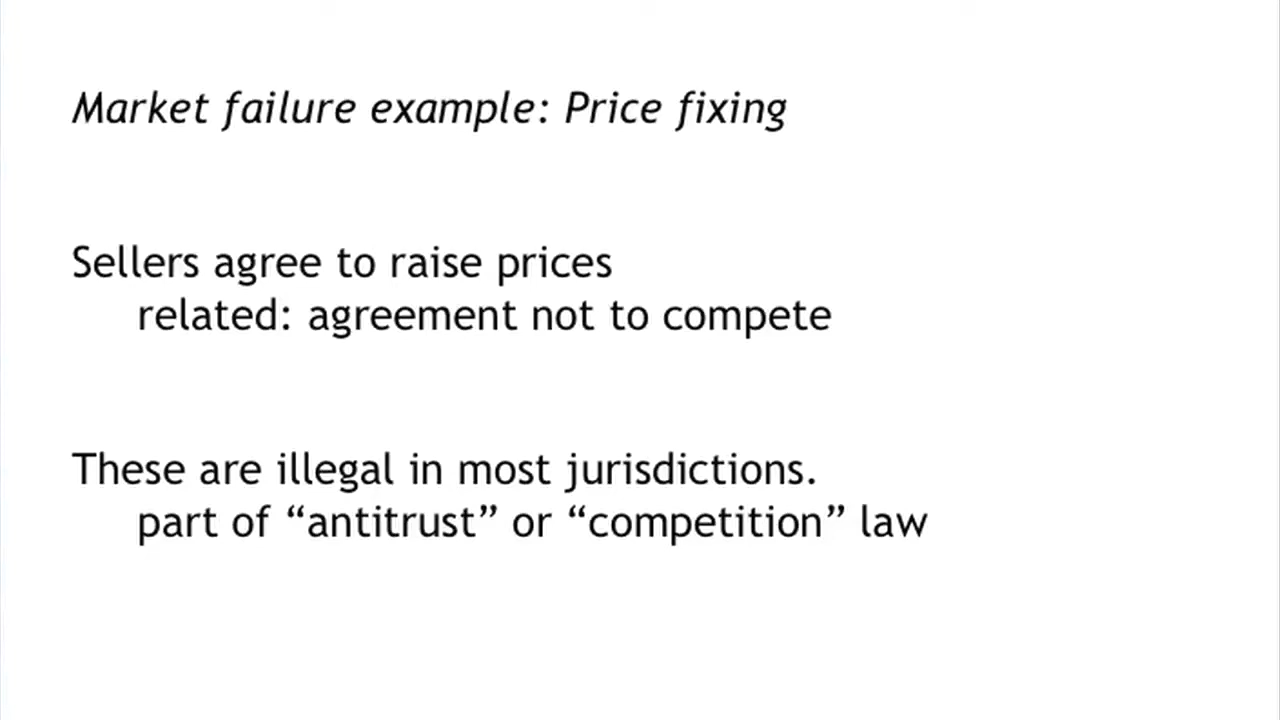 Market failure example: Price fixing
Sellers agree to raise prices
related: agreement not to compete
These are illegal in most jurisdictions.
part of “antitrust” or “competition” law